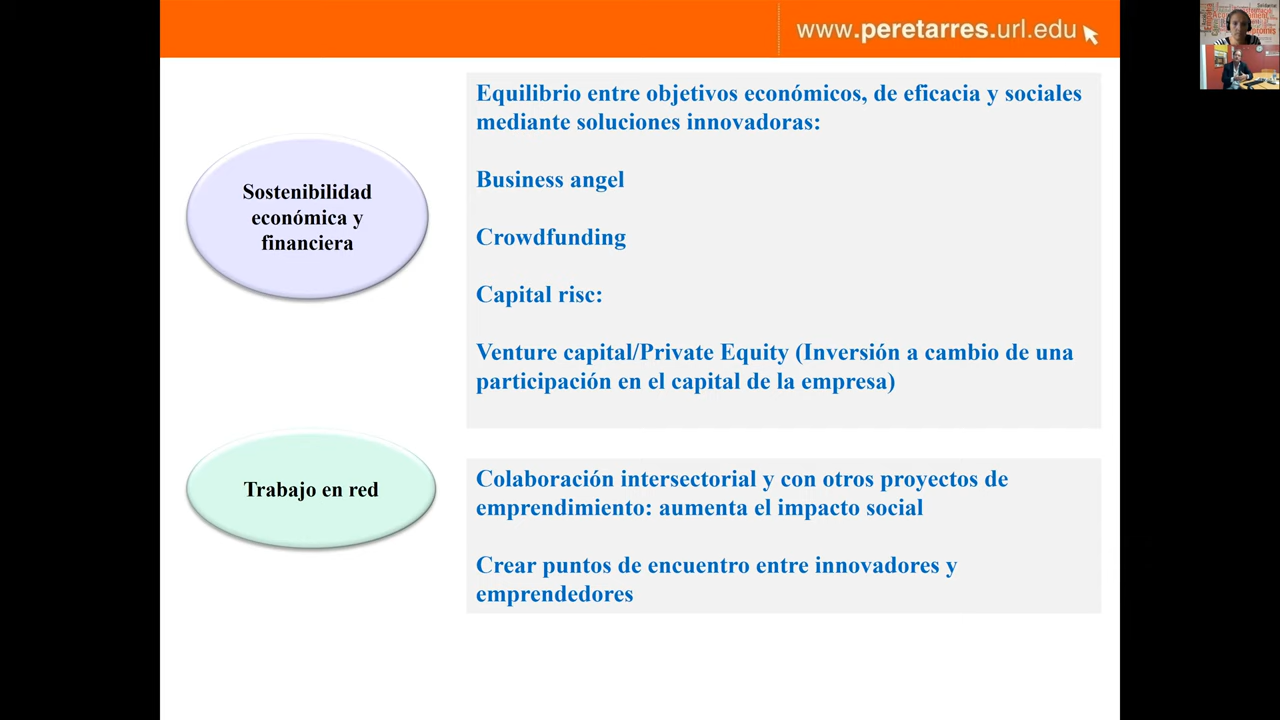 www.peretarres.url.edu
Sostenibilidad
económica y
financiera
Equilibrio entre objetivos económicos, de eficacia y sociales
mediante soluciones innovadoras:
Business angel
Crowdfunding
Capital risc:
Venture capital/Private Equity (Inversión a cambio de una
participación en el capital de la empresa)
Trabajo en red
Colaboración intersectorial y con otros proyectos de
emprendimiento: aumenta el impacto social
Crear puntos de encuentro entre innovadores y
emprendedores